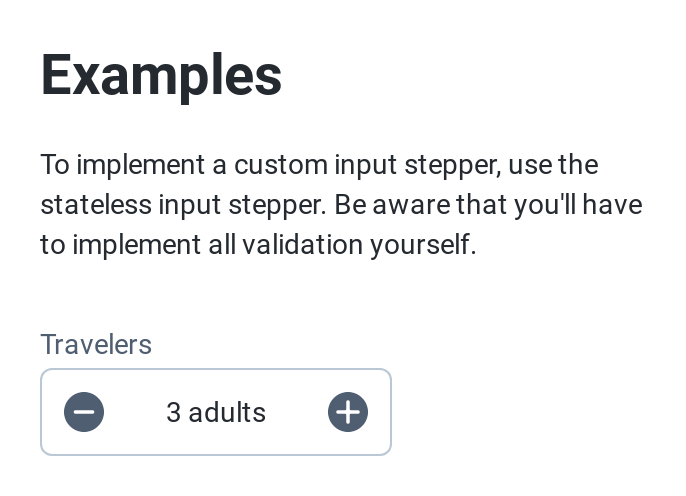 Examples
To implement a custom input stepper, use the
stateless input stepper. Be aware that you'll have
to implement all validation yourself.
Travelers
3 adults